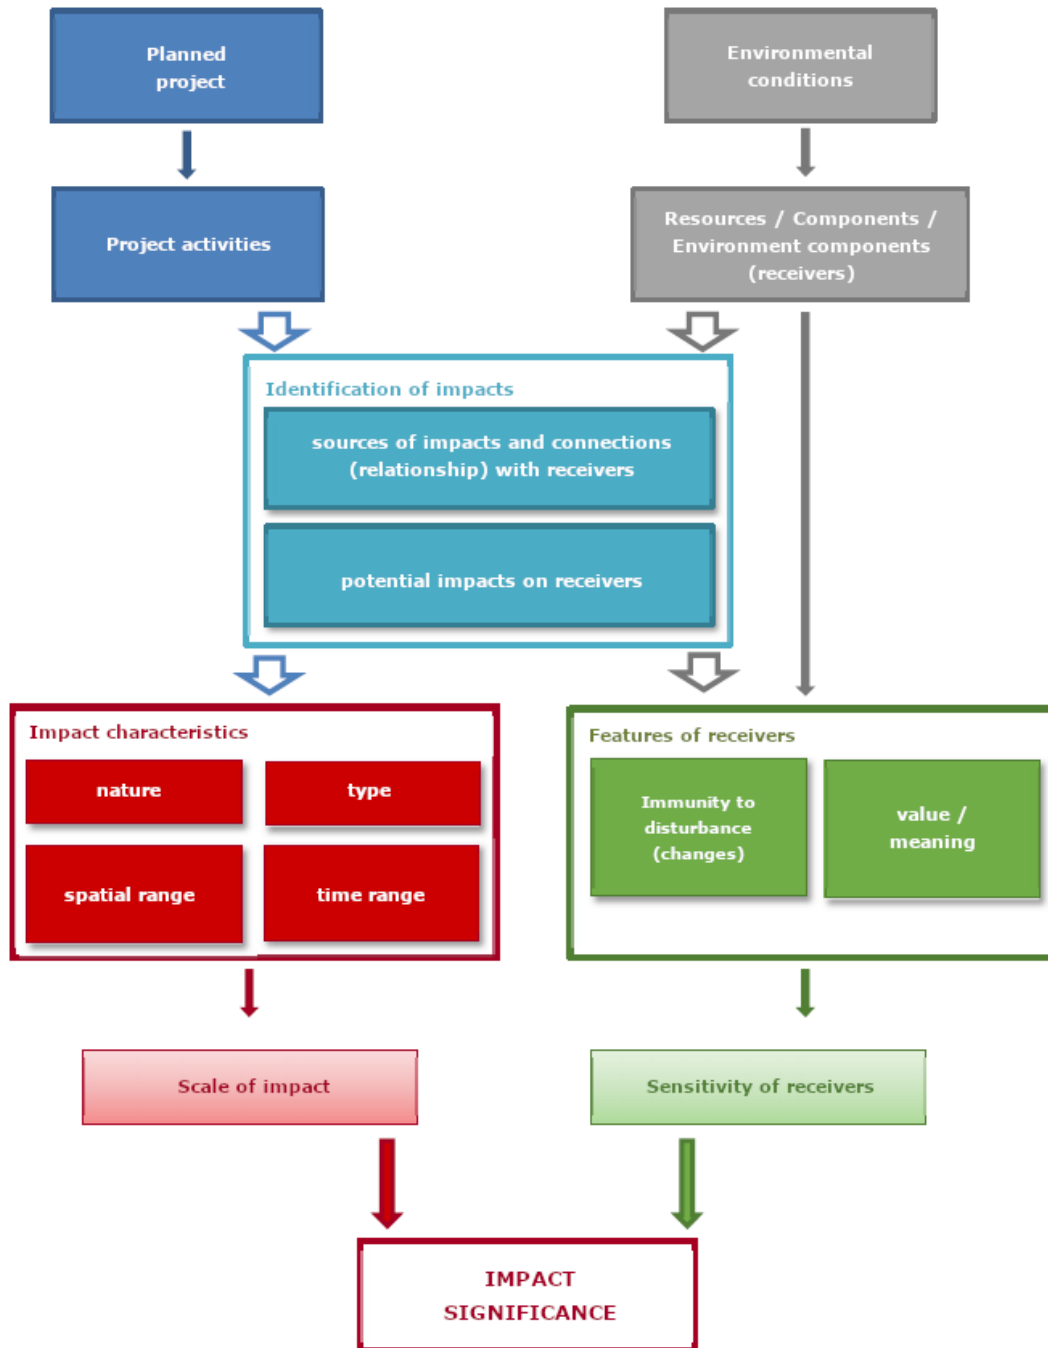 Planned
project
Environmental
conditions
Project activities
Resources / Components /
Environment components
(receivers)
Identification of impacts
sources of impacts and connections
(relationship) with receivers
potential impacts on receivers
Impact characteristics
nature
type
spatial range
time range
Features of receivers
Immunity to
disturbance
(changes)
value /
meaning
Scale of impact
Sensitivity of receivers
IMPACT
SIGNIFICANCE